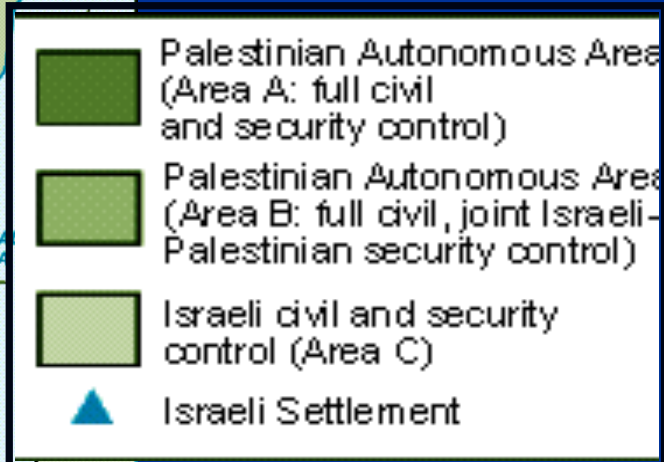 Palestinian Autonomous Area
(Area A: full civil
and security control)
Palestinian Autonomous Area
(Area B: full civil, joint Israeli-
Palestinian security control)
Israeli civil and security
control (Area C)
Israeli Settlement